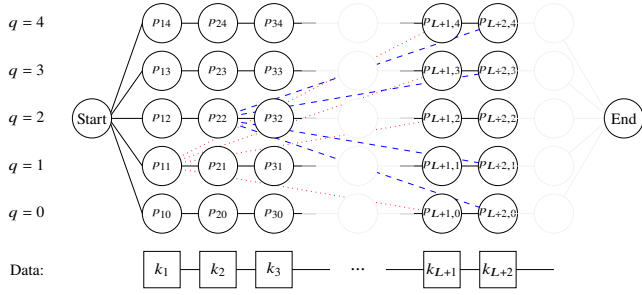 q = 4 p14 p24 p34 pL+1,4 pL+2,4
q = 3 p13 p23 p33 pL+1,3 pL+2,3
q = 2 Start p12 p22 p32 pL+1,2 pL+2,2 End
q = 1 p11 p21 p31 pL+1,1 pL+2,1
q = 0 p10 p20 p30 pL+1,0 pL+2,0
Data: k1 k2 k3 ... kL+1 kL+2